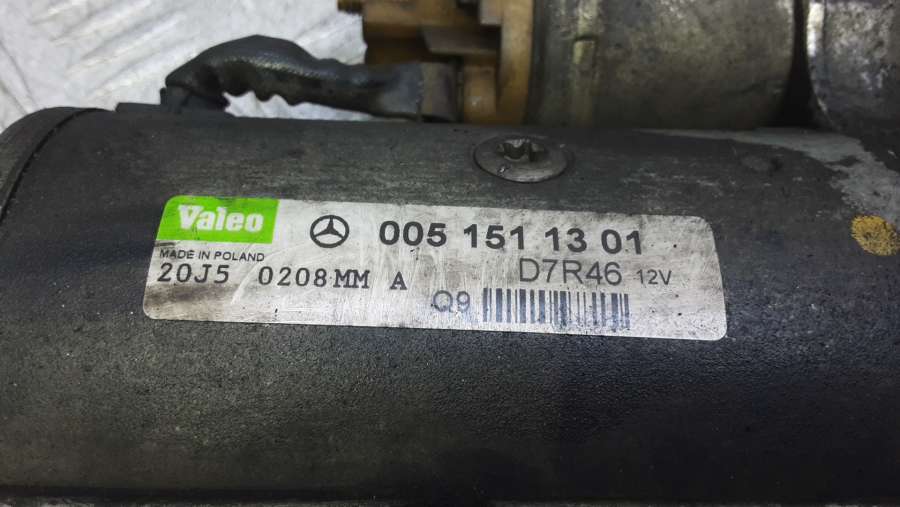 Valeo 005 151 13 01
MADE IN POLAND D7R46 12V
20J5 0208MM A
Q9